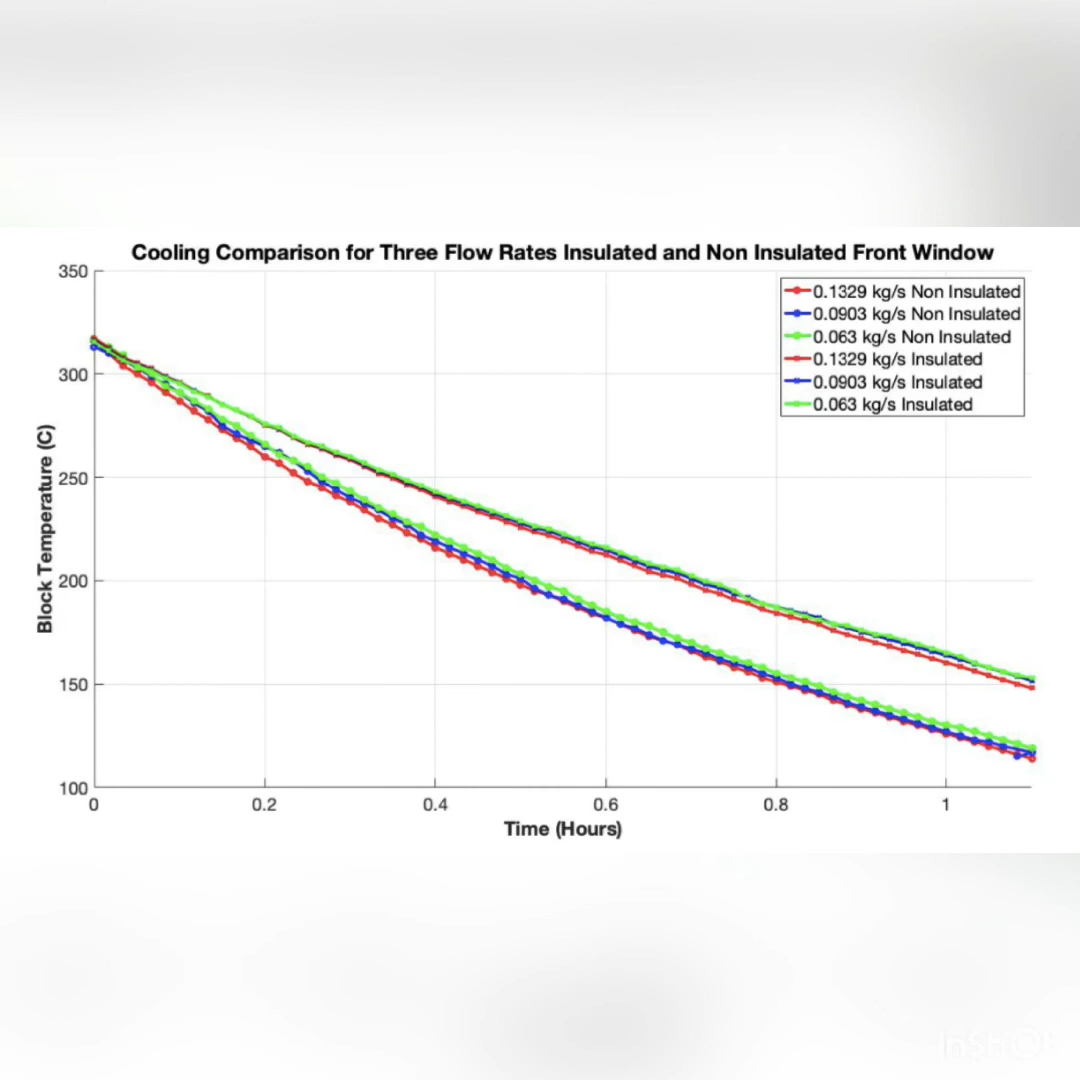 Cooling Comparison for Three Flow Rates Insulated and Non Insulated Front Window
350
300
250
200
150
100
Block Temperature (C)
0.1329 kg/s Non Insulated
0.0903 kg/s Non Insulated
0.063 kg/s Non Insulated
0.1329 kg/s Insulated
0.0903 kg/s Insulated
0.063 kg/s Insulated
0 0.2 0.4 0.6 0.8 1
Time (Hours)